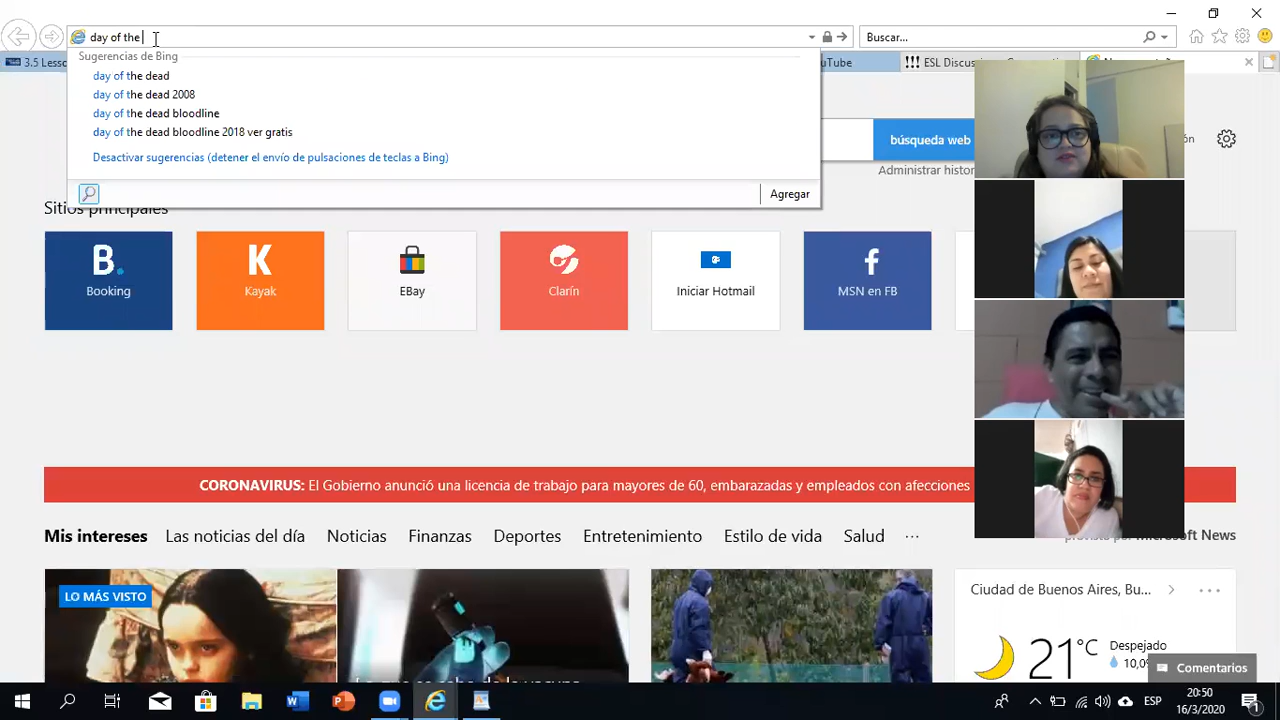 day of the
Buscar...
Sugerencias de Bing
day of the dead
day of the dead 2008
day of the dead bloodline
day of the dead bloodline 2018 ver gratis
Desactivar sugerencias (detener el envío de pulsaciones de teclas a Bing)
Agregar
3.5 Lesso
uTube
!!! ESL Discu
búsqueda web
Administrar histor
Sitios principales
B.
Booking
K
Kayak
EBay
Clarín
Iniciar Hotmail
f
MSN en FB
CORONAVIRUS: El Gobierno anunció una licencia de trabajo para mayores de 60, embarazadas y empleados con afecciones
Mis intereses
Las noticias del día
Noticias
Finanzas
Deportes
Entretenimiento
Estilo de vida
Salud
...
Microsoft News
LO MÁS VISTO
Ciudad de Buenos Aires, Bu...
21°C
Despejado
10,0
Comentarios
ESP
20:50
16/3/2020
1